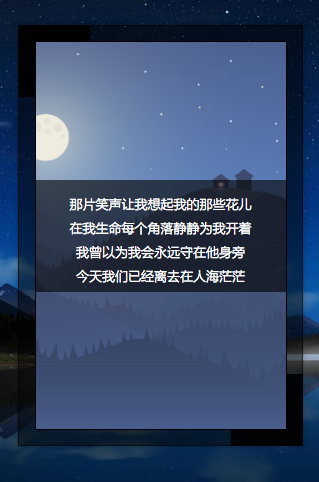 那片笑声让我想起我的那些花儿
在我生命每个角落静静为我开着
我曾以为我会永远守在他身旁
今天我们已经离去在人海茫茫